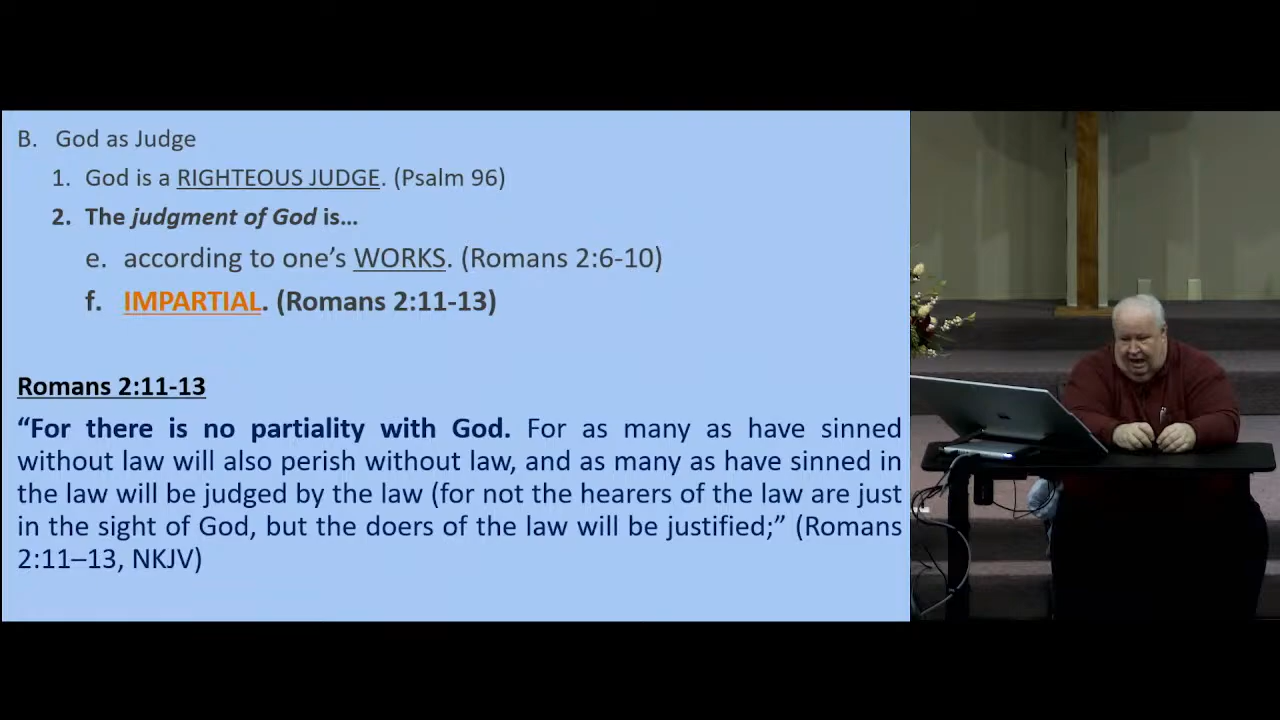 B. God as Judge
1. God is a RIGHTEOUS JUDGE. (Psalm 96)
2. The judgment of God is…
e. according to one’s WORKS. (Romans 2:6-10)
f. IMPARTIAL. (Romans 2:11-13)
Romans 2:11-13
“For there is no partiality with God. For as many as have sinned
without law will also perish without law, and as many as have sinned in
the law will be judged by the law (for not the hearers of the law are just
in the sight of God, but the doers of the law will be justified;” (Romans
2:11–13, NKJV)